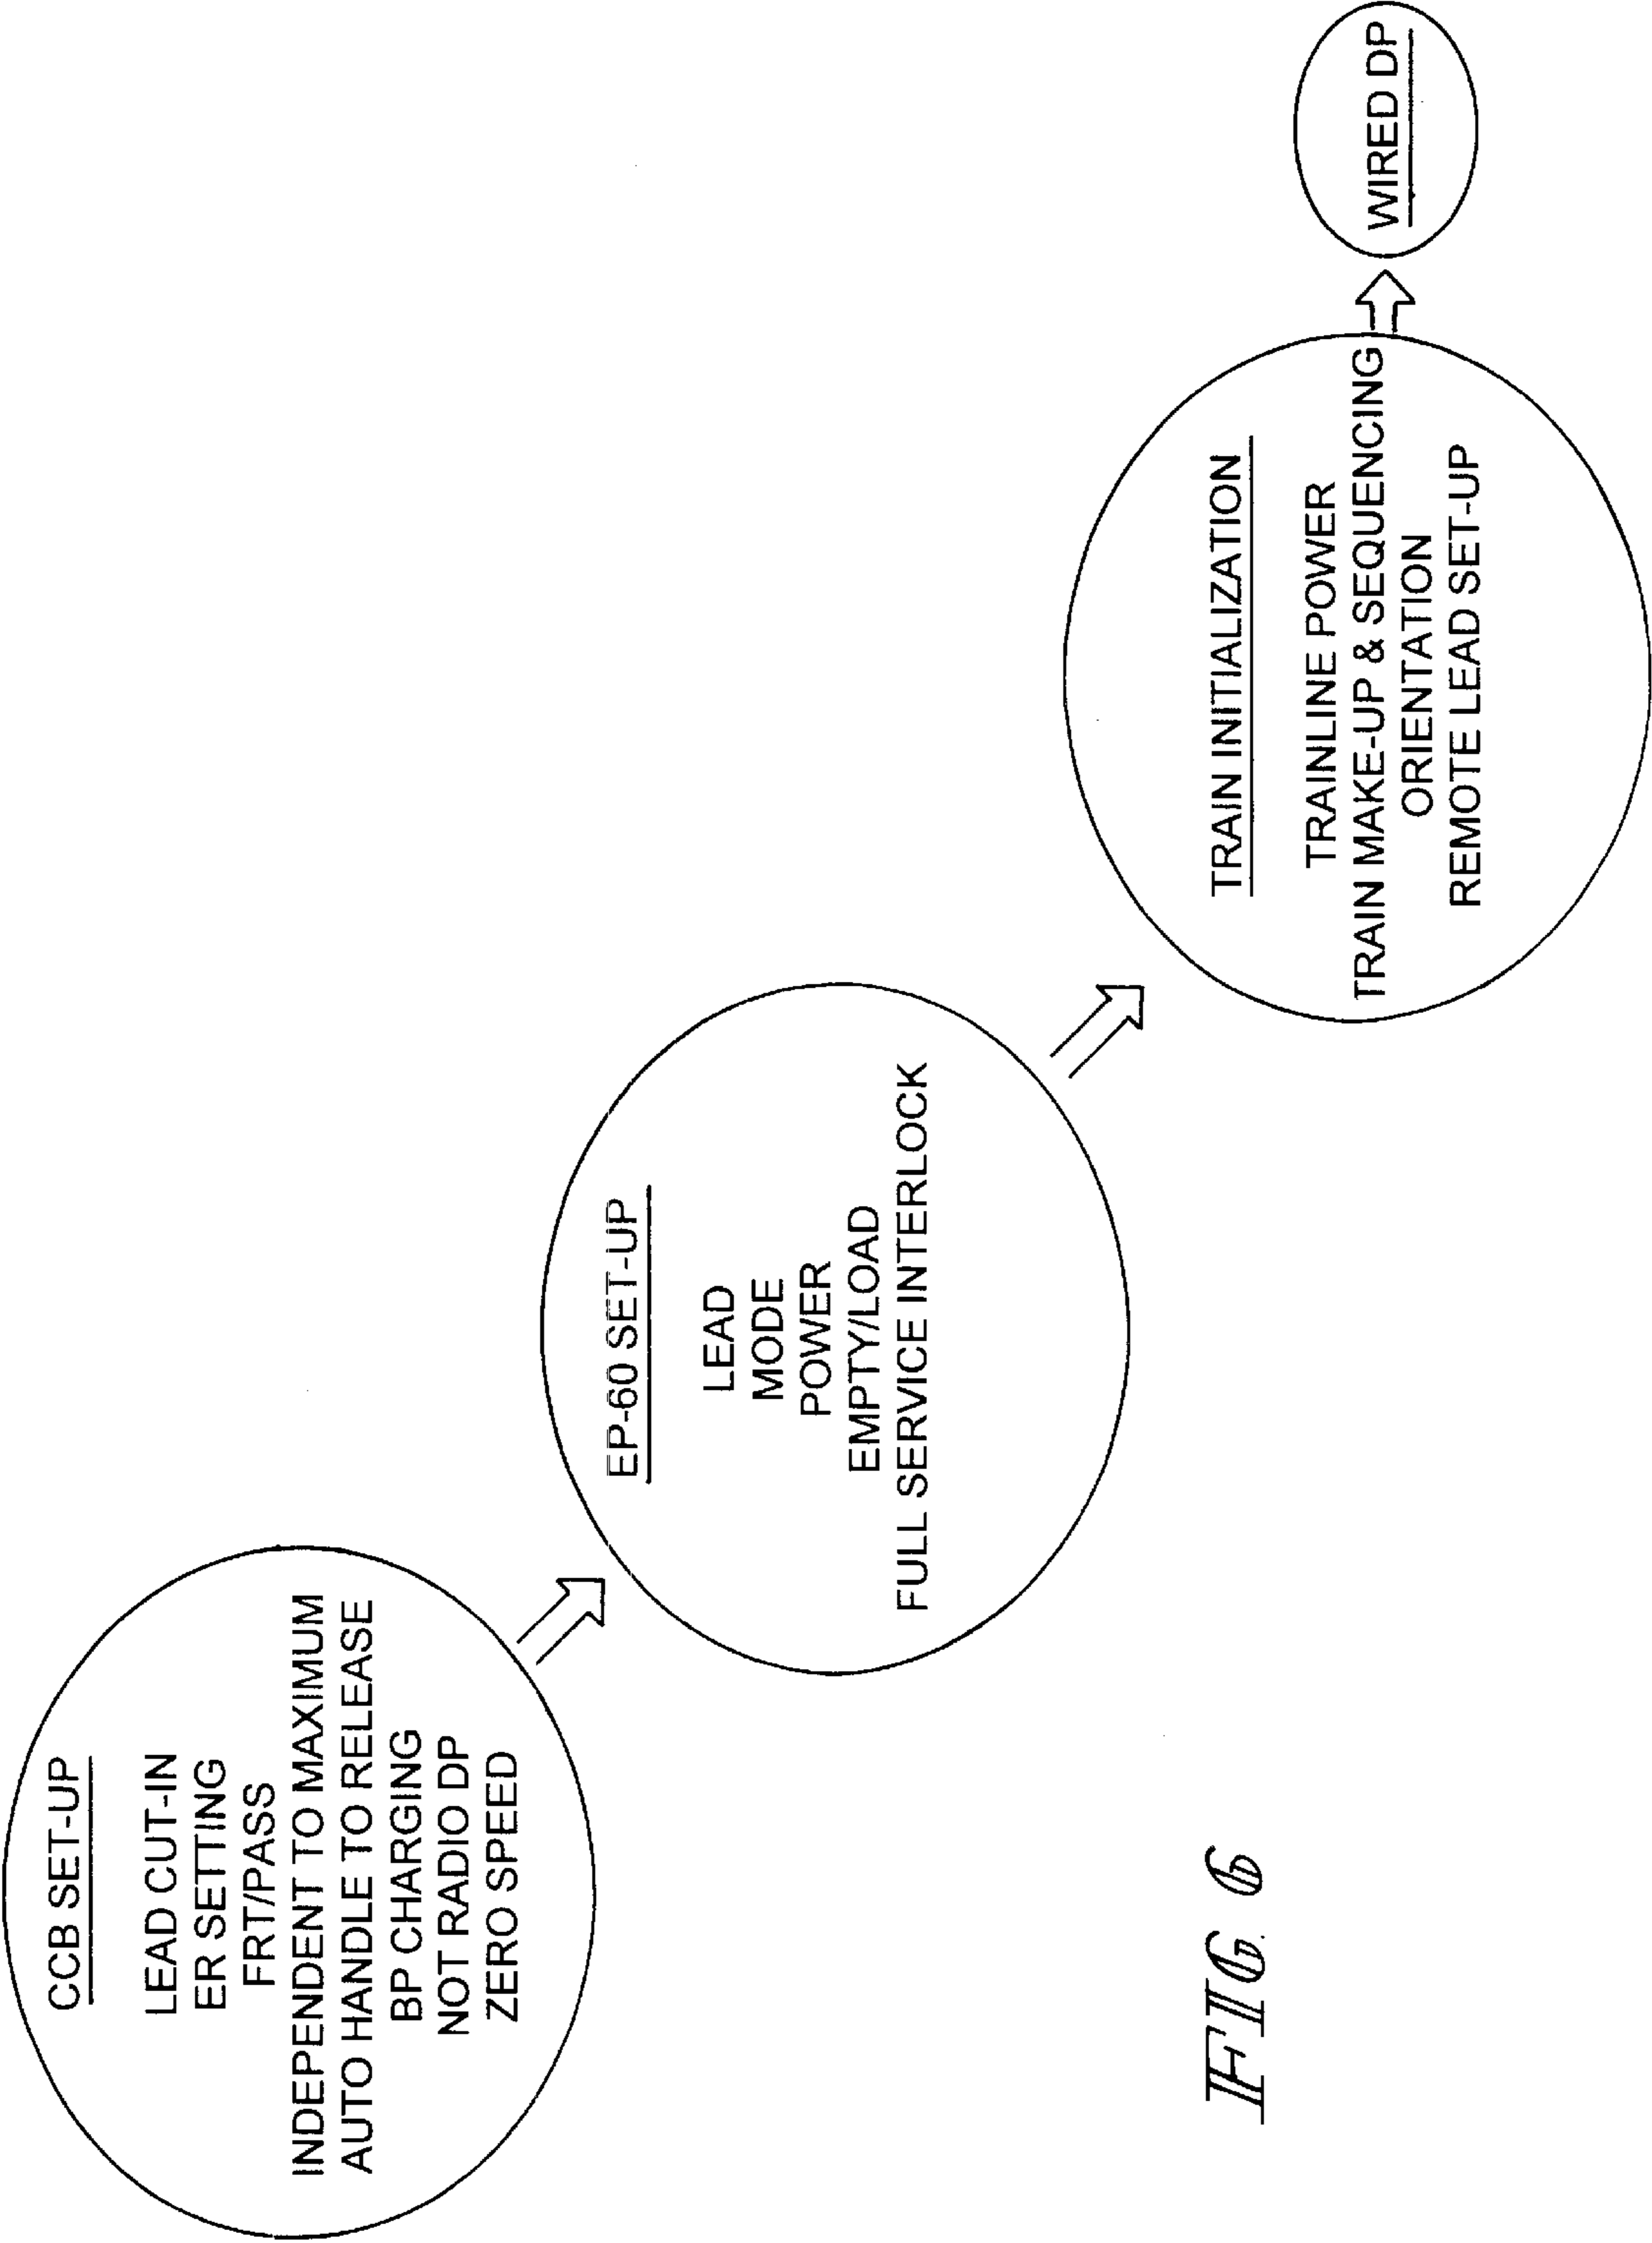 CCB SET-UP
LEAD CUT-IN
ER SETTING
FRT/PASS
INDEPENDENT TO MAXIMUM
AUTO HANDLE TO RELEASE
BP CHARGING
NOT RADIO DP
ZERO SPEED
EP-60 SET-UP
LEAD
MODE
POWER
EMPTY/LOAD
FULL SERVICE INTERLOCK
TRAIN INITIALIZATION
TRAINLINE POWER
TRAIN MAKE-UP & SEQUENCING
ORIENTATION
REMOTE LEAD SET-UP
WIRED DP
FIG. 6